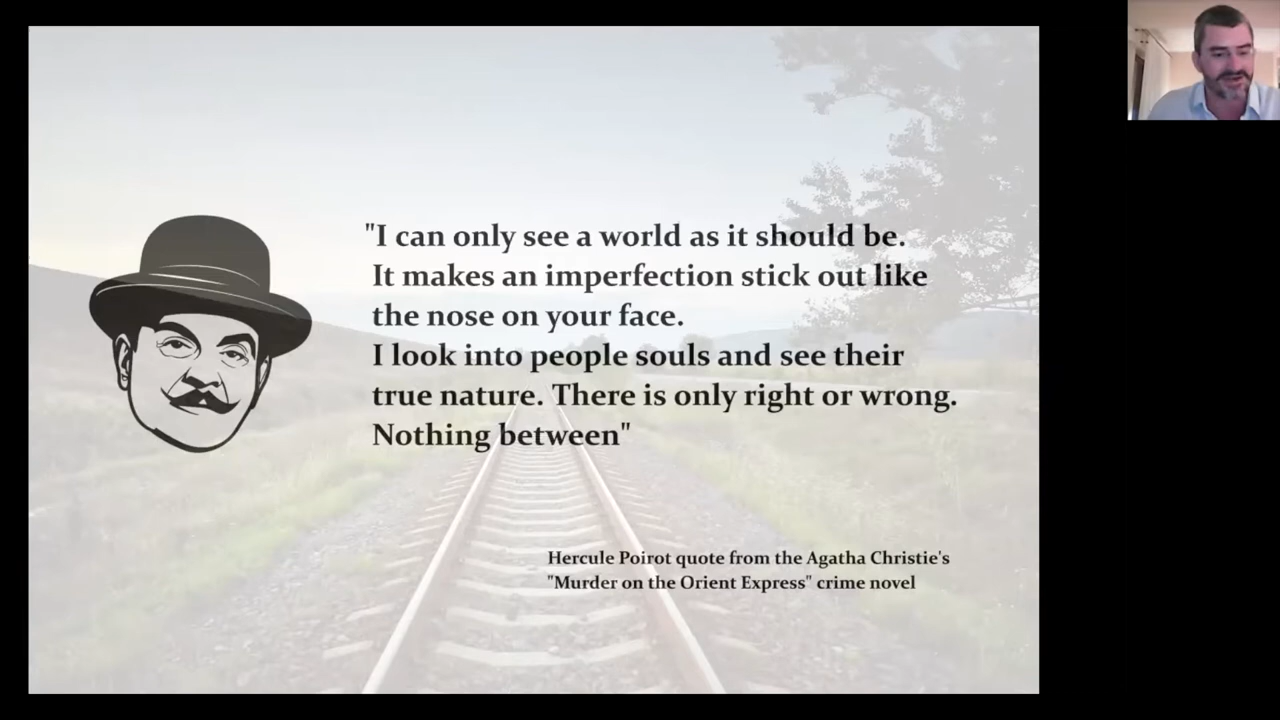 "I can only see a world as it should be.
It makes an imperfection stick out like
the nose on your face.
I look into people souls and see their
true nature. There is only right or wrong.
Nothing between"
Hercule Poirot quote from the Agatha Christie's
"Murder on the Orient Express" crime novel